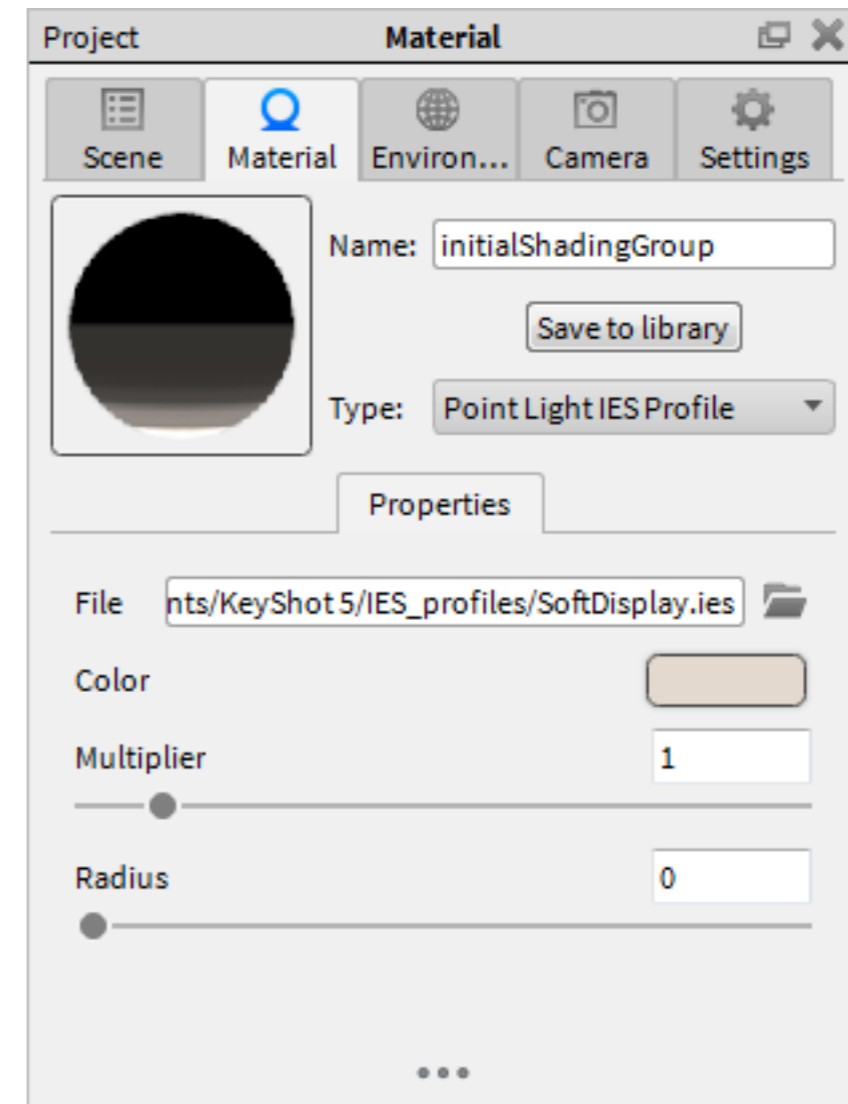 Project Material
Scene Material Environ... Camera Settings
Name: initialShadingGroup
Save to library
Type: Point Light IES Profile
Properties
File nts/KeyShot 5/IES_profiles/SoftDisplay.ies
Color
Multiplier 1
Radius 0